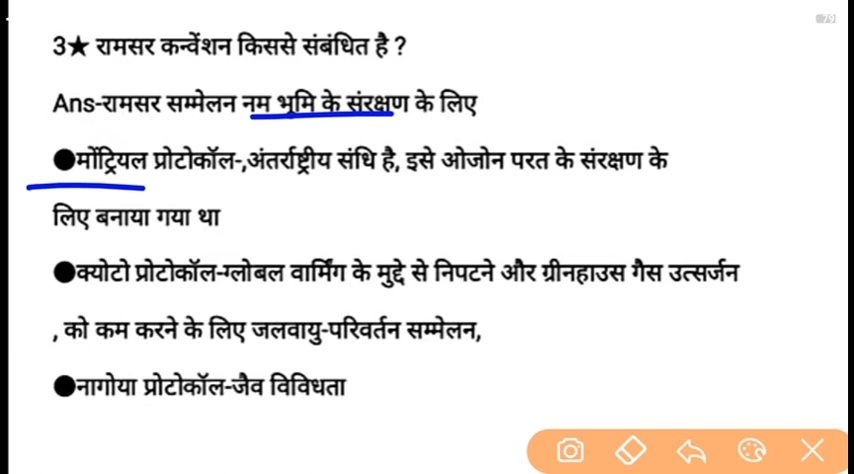 3★ रामसर कन्वेंशन किससे संबंधित है ?
Ans-रामसर सम्मेलन नम भूमि के संरक्षण के लिए
●मोंट्रियल प्रोटोकॉल-,अंतर्राष्ट्रीय संधि है, इसे ओजोन परत के संरक्षण के
लिए बनाया गया था
●क्योटो प्रोटोकॉल-ग्लोबल वार्मिंग के मुद्दे से निपटने और ग्रीनहाउस गैस उत्सर्जन
, को कम करने के लिए जलवायु-परिवर्तन सम्मेलन,
●नागोया प्रोटोकॉल-जैव विविधता